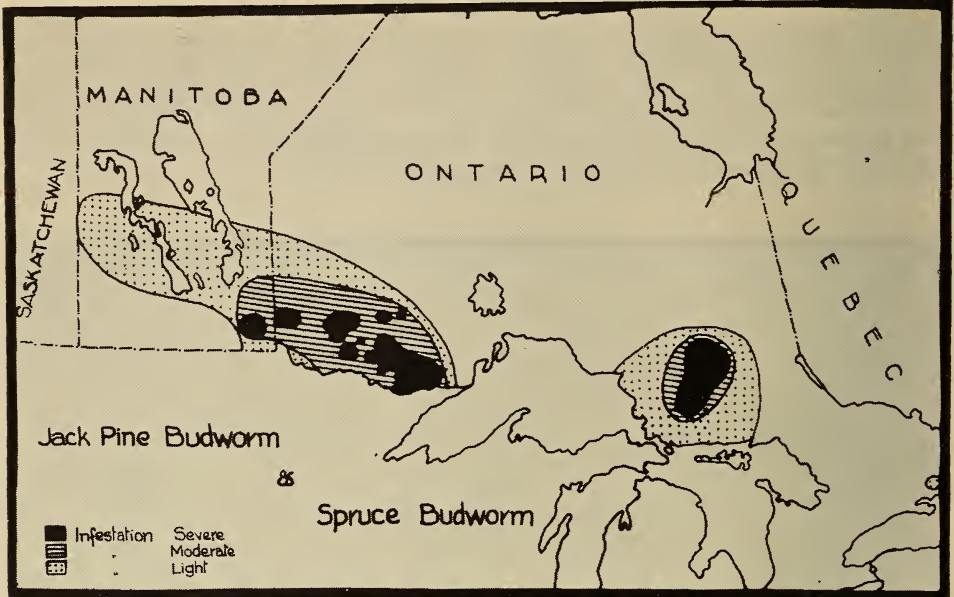 MANITOBA
SASKATCHEWAN
ONTARIO
QUEBEC
Jack Pine Budworm
&
Spruce Budworm
Infestation Severe
" Moderate
" Light